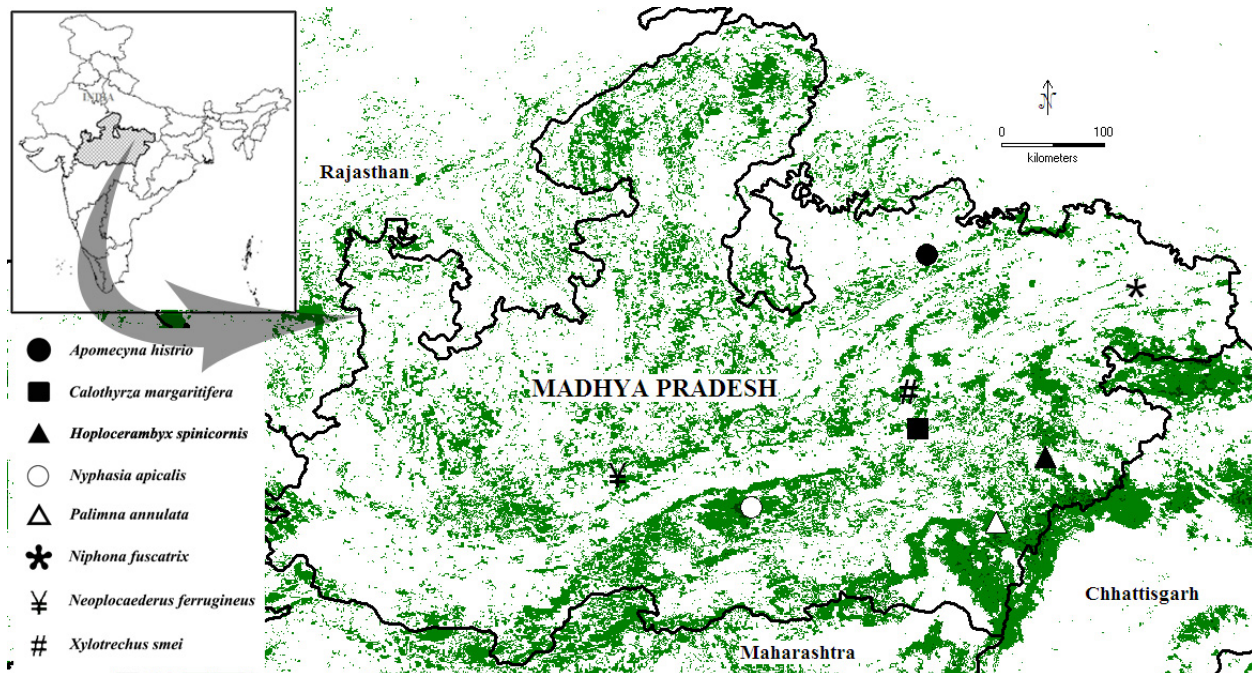 INDIA
Rajasthan
0 100
kilometers
Apomecyna histrio
Calothyrza margaritifera
Hoplocerambyx spinicornis
Nyphasia apicalis
Palimna annulata
Niphona fuscatrix
Neoplocaederus ferrugineus
Xylotrechus smei
MADHYA PRADESH
Chhattisgarh
Maharashtra